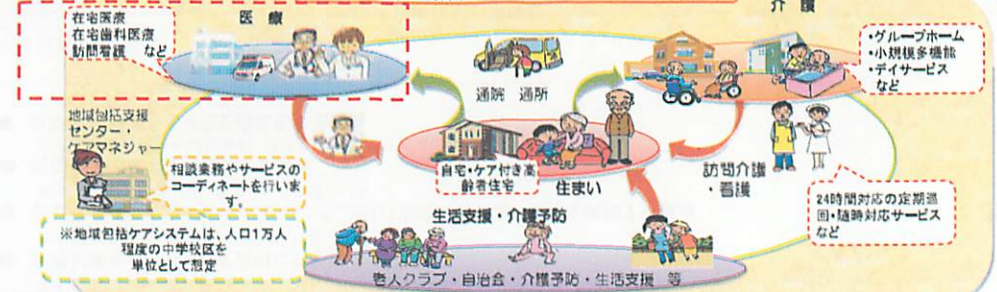 医 療
介 護
在宅医療
在宅歯科医療
訪問看護 など
・グループホーム
・小規模多機能
・デイサービス
など
通院 通所
地域包括支援
センター・
ケアマネジャー
相談業務やサービスの
コーディネートを行いま
す。
自宅・ケア付き高
齢者住宅
住まい
訪問介護
・看護
24時間対応の定期巡
回・随時対応サービス
など
生活支援・介護予防
※地域包括ケアシステムは、人口1万人
程度の中学校区を
単位として想定
老人クラブ・自治会・介護予防・生活支援 等